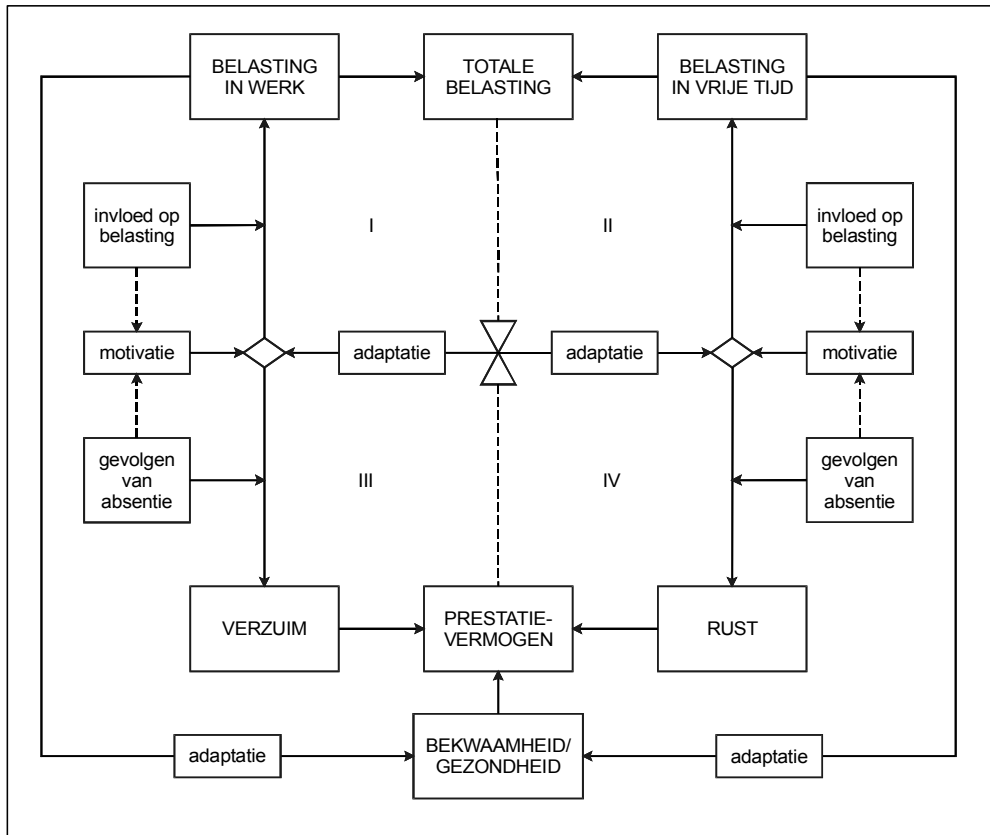 BELASTING
IN WERK
TOTALE
BELASTING
BELASTING
IN VRIJE TIJD
invloed op
belasting
I
II
invloed op
belasting
motivatie
adaptatie
adaptatie
motivatie
gevolgen
van
absentie
III
IV
gevolgen
van
absentie
VERZUIM
PRESTATIE-
VERMOGEN
RUST
adaptatie
BEKWAAMHEID/
GEZONDHEID
adaptatie